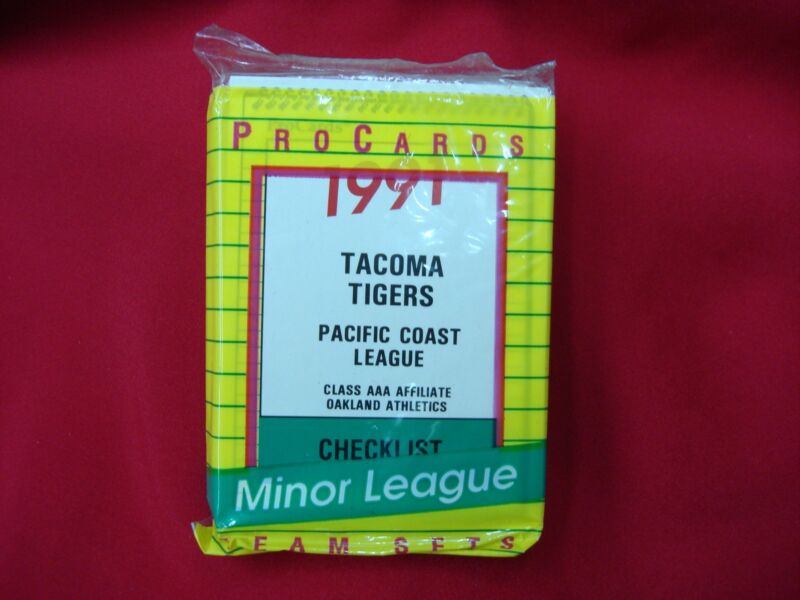 PROCARDS
1991
TACOMA
TIGERS
PACIFIC COAST
LEAGUE
CLASS AAA AFFILIATE
OAKLAND ATHLETICS
CHECKLIST
Minor League
TEAM SETS